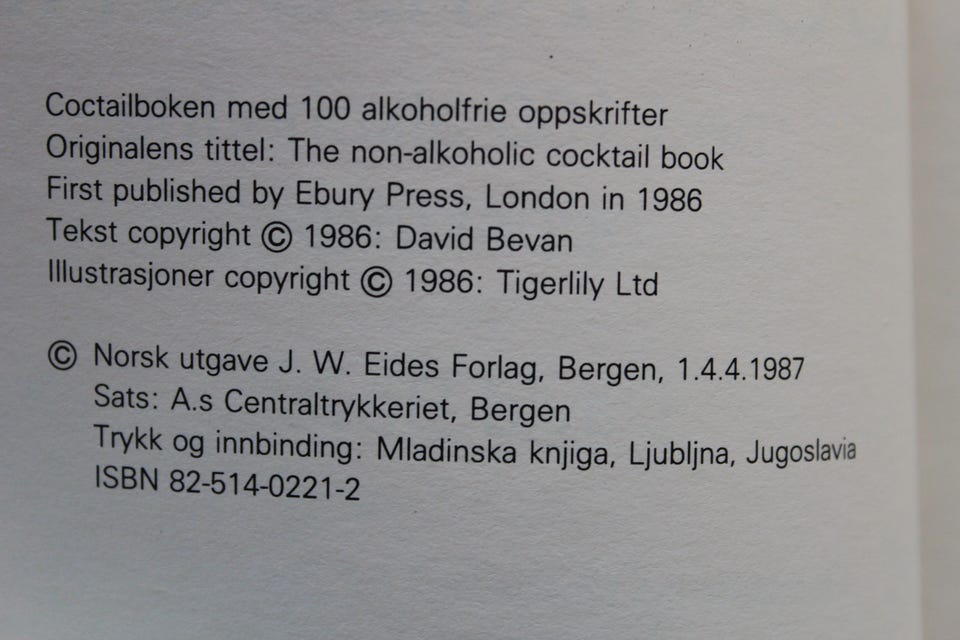 Coctailboken med 100 alkoholfrie oppskrifter
Originalens tittel: The non-alkoholic cocktail book
First published by Ebury Press, London in 1986
Tekst copyright © 1986: David Bevan
Illustrasjoner copyright © 1986: Tigerlily Ltd
© Norsk utgave J. W. Eides Forlag, Bergen, 1.4.4.1987
Sats: A.s Centraltrykkeriet, Bergen
Trykk og innbinding: Mladinska knjiga, Ljubljna, Jugoslavia
ISBN 82-514-0221-2